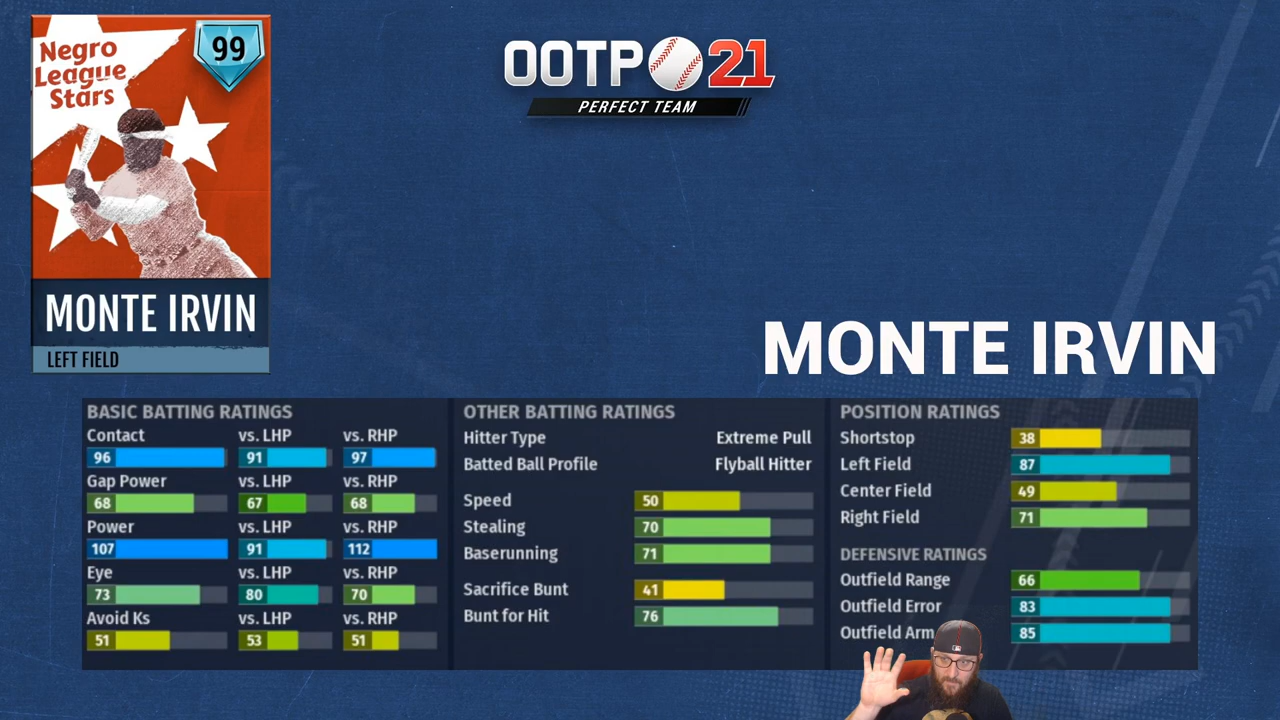 Negro
League
Stars
99
MONTE IRVIN
LEFT FIELD
OOTP 21
PERFECT TEAM
MONTE IRVIN
BASIC BATTING RATINGS
Contact vs. LHP vs. RHP
96 91 97
Gap Power vs. LHP vs. RHP
68 67 68
Power vs. LHP vs. RHP
107 91 112
Eye vs. LHP vs. RHP
73 80 70
Avoid Ks vs. LHP vs. RHP
51 53 51
OTHER BATTING RATINGS
Hitter Type Extreme Pull
Batted Ball Profile Flyball Hitter
Speed 50
Stealing 70
Baserunning 71
Sacrifice Bunt 41
Bunt for Hit 76
POSITION RATINGS
Shortstop 38
Left Field 87
Center Field 49
Right Field 71
DEFENSIVE RATINGS
Outfield Range 66
Outfield Error 83
Outfield Arm 85